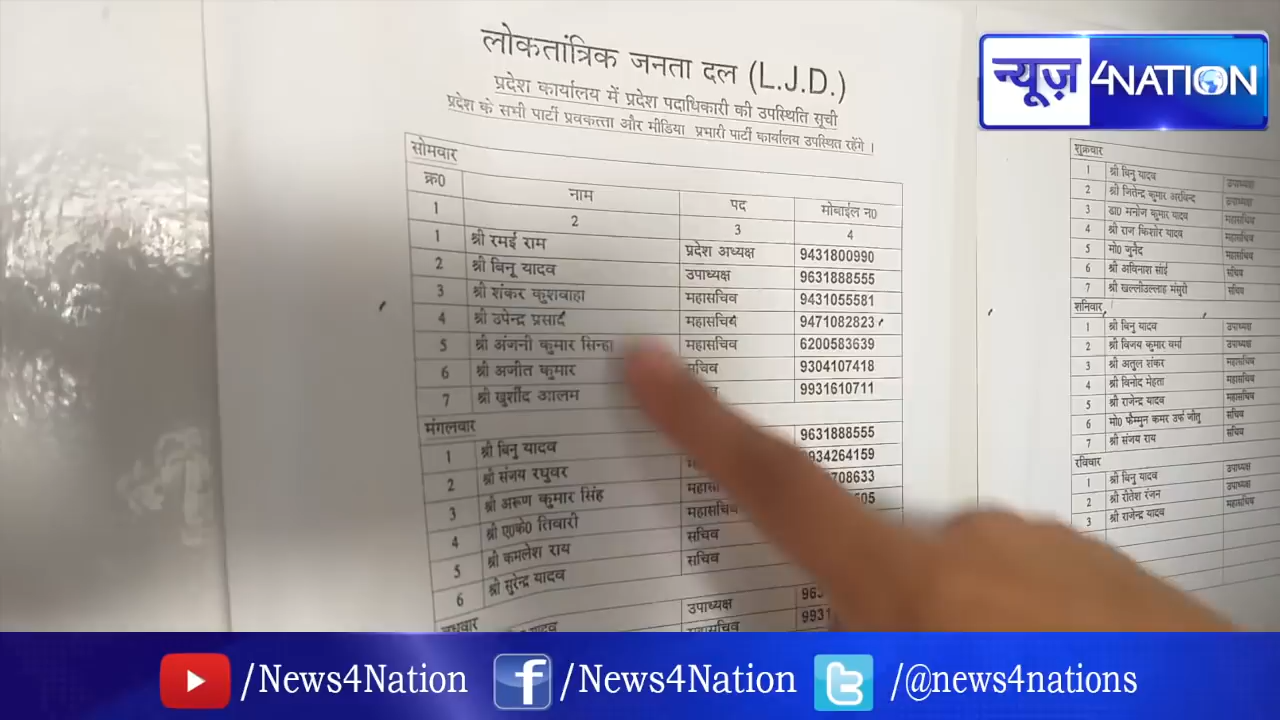 लोकतांत्रिक जनता दल (L.J.D.)
प्रदेश कार्यालय में प्रदेश पदाधिकारी की उपस्थिति सूची
प्रदेश के सभी पार्टी प्रवक्त्ता और मीडिया प्रभारी पार्टी कार्यालय उपस्थित रहेंगे ।
सोमवार
क्र0 नाम पद मोबाईल न0
1 2 3 4
1 श्री रमई राम प्रदेश अध्यक्ष 9431800990
2 श्री बिनू यादव उपाध्यक्ष 9631888555
3 श्री शंकर कुशवाहा महासचिव 9431055581
4 श्री उपेन्द्र प्रसाद महासचिव 9471082823
5 श्री अंजनी कुमार सिन्हा महासचिव 6200583639
6 श्री अजीत कुमार सचिव 9304107418
7 श्री खुर्शीद आलम 9931610711
मंगलवार
1 श्री बिनु यादव 9631888555
2 श्री संजय रघुवर 9934264159
3 श्री अरूण कुमार सिंह 708633
4 श्री ए0के0 तिवारी महासचिव
5 श्री कमलेश राय सचिव
6 श्री सुरेन्द्र यादव सचिव
बुधवार
यादव उपाध्यक्ष 963
महासचिव 9931
शुक्रवार
1 श्री बिनु यादव उपाध्यक्ष
2 श्री जितेन्द्र कुमार अरविन्द उपाध्यक्ष
3 डा0 मनोज कुमार यादव महासचिव
4 श्री राज किशोर यादव महासचिव
5 मो0 जुनैद महासचिव
6 श्री अविनाश साई सचिव
7 श्री खल्लीउल्लाह मंसुरी सचिव
शनिवार
1 श्री बिनु यादव उपाध्यक्ष
2 श्री विजय कुमार वर्मा उपाध्यक्ष
3 श्री अतुल शंकर महासचिव
4 श्री विनोद मेहता महासचिव
5 श्री राजेन्द्र यादव महासचिव
6 मो0 फैम्मुन कमर उर्फ जीतु सचिव
7 श्री संजय राय सचिव
रविवार
1 श्री बिनु यादव उपाध्यक्ष
2 श्री रीतेश रंजन उपाध्यक्ष
3 श्री राजेन्द्र यादव महासचिव
न्यूज़ 4NATION
/News4Nation /News4Nation /@news4nations